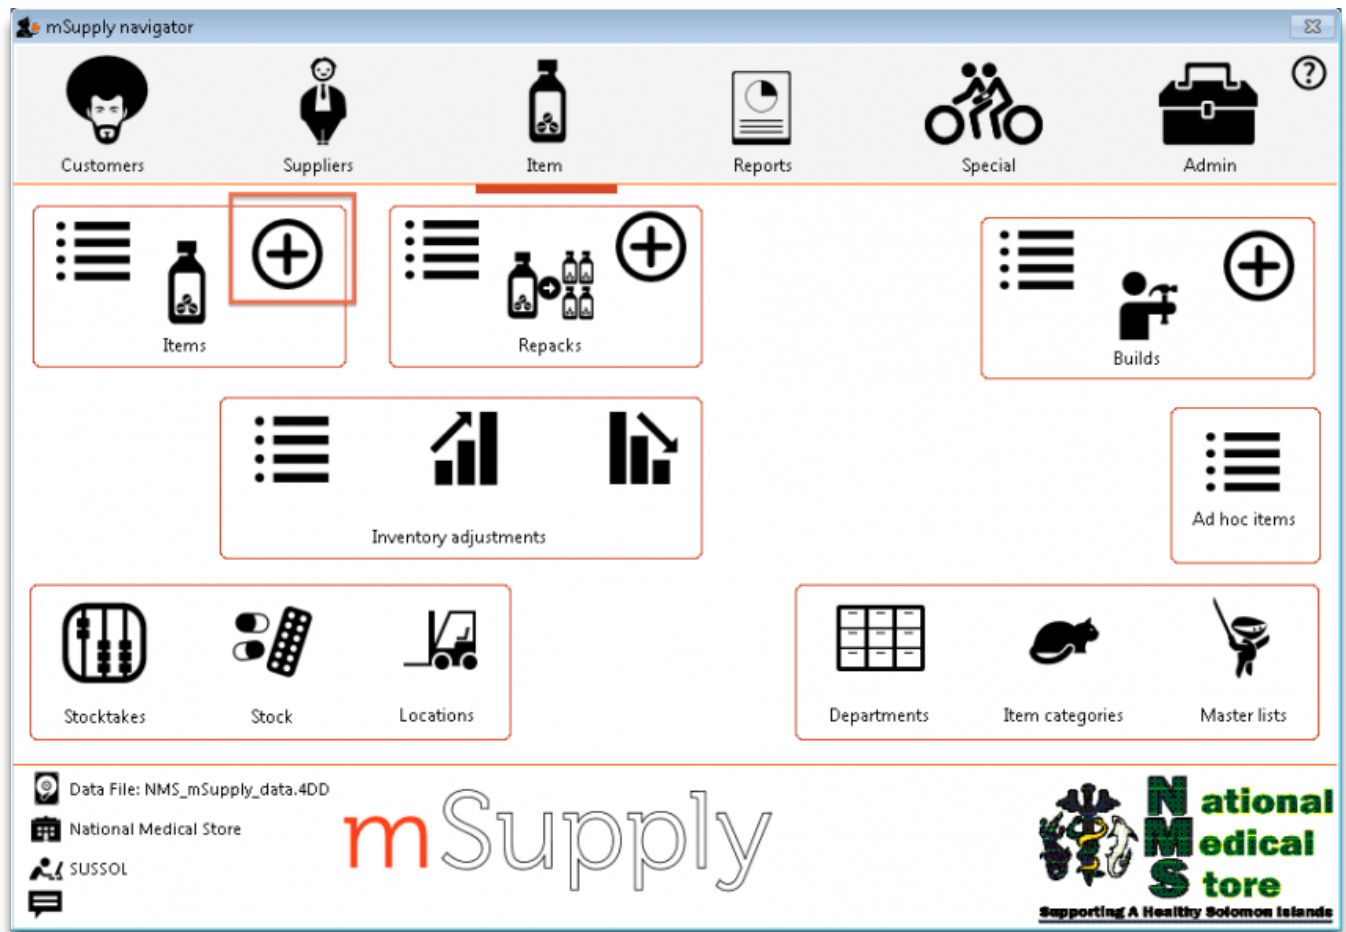 mSupply navigator
Customers
Suppliers
Item
Reports
Special
Admin
Items
Repacks
Builds
Inventory adjustments
Ad hoc items
Stocktakes
Stock
Locations
Departments
Item categories
Master lists
Data File: NMS_mSupply_data.4DD
National Medical Store
SUSSOL
mSupply
National
Medical
Store
Supporting A Healthy Solomon Islands